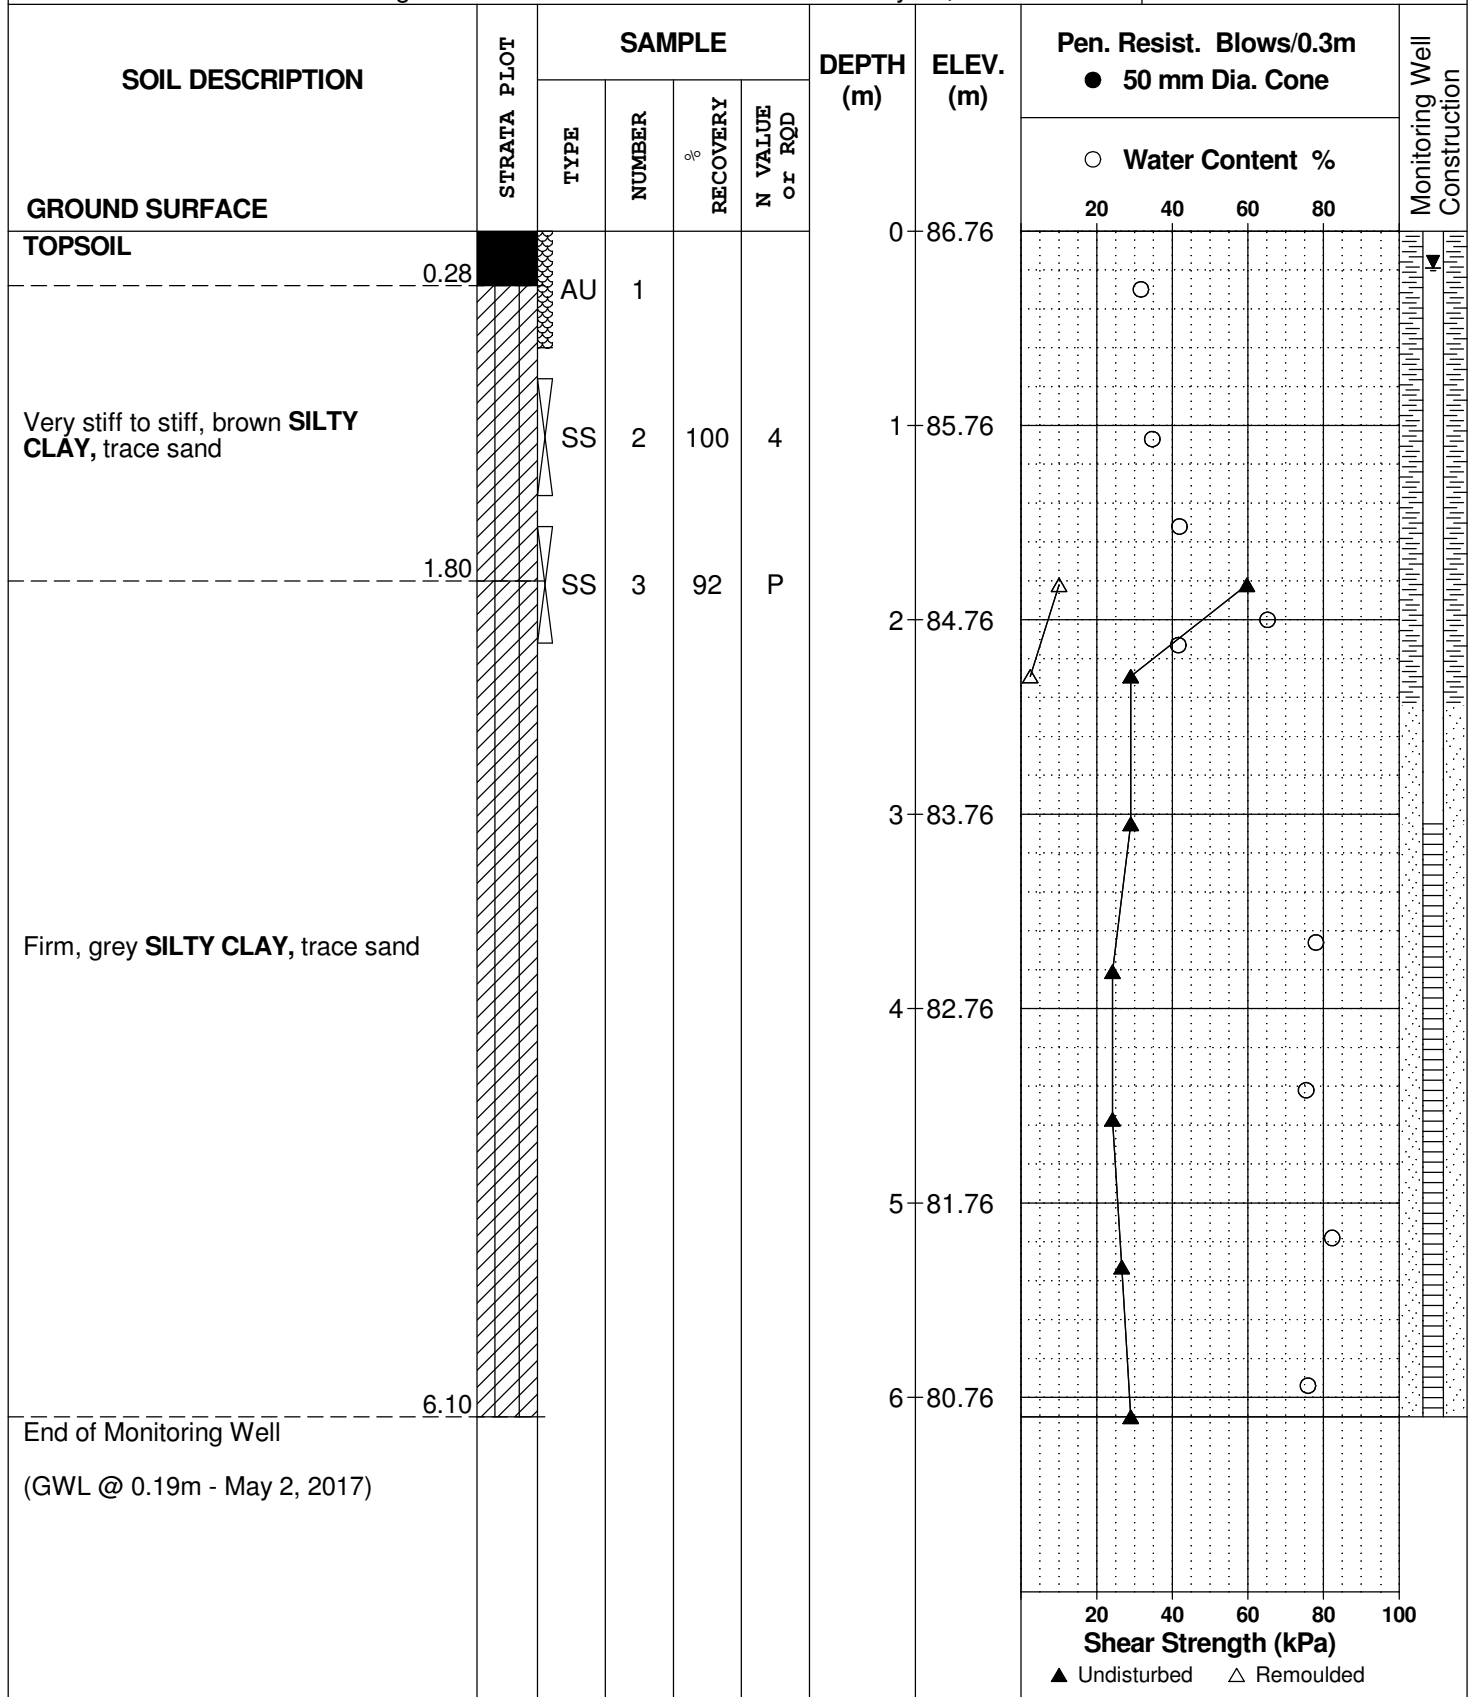 SOIL DESCRIPTION
GROUND SURFACE
STRATA PLOT
SAMPLE
TYPE
NUMBER
%
RECOVERY
N VALUE
or RQD
DEPTH
(m)
ELEV.
(m)
Pen. Resist. Blows/0.3m
● 50 mm Dia. Cone
○ Water Content %
20 40 60 80
Monitoring Well
Construction
TOPSOIL
0.28
AU 1
0 86.76
Very stiff to stiff, brown SILTY
CLAY, trace sand
SS 2 100 4
1 85.76
1.80
SS 3 92 P
2 84.76
3 83.76
Firm, grey SILTY CLAY, trace sand
4 82.76
5 81.76
6 80.76
6.10
End of Monitoring Well
(GWL @ 0.19m - May 2, 2017)
20 40 60 80 100
Shear Strength (kPa)
▲ Undisturbed △ Remoulded